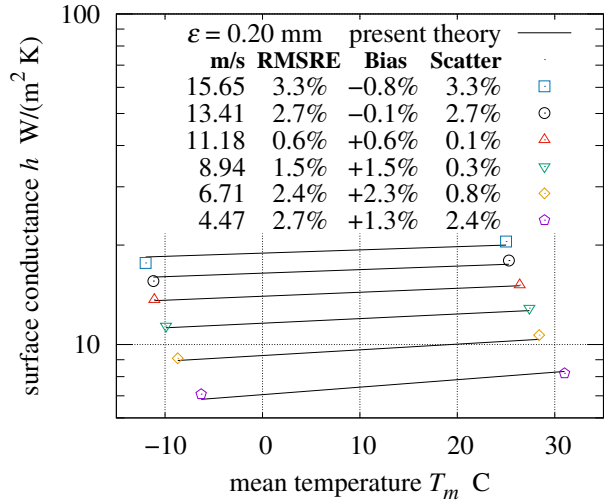 100
ε = 0.20 mm present theory
m/s RMSRE Bias Scatter
15.65 3.3% −0.8% 3.3%
13.41 2.7% −0.1% 2.7%
11.18 0.6% +0.6% 0.1%
8.94 1.5% +1.5% 0.3%
6.71 2.4% +2.3% 0.8%
4.47 2.7% +1.3% 2.4%
surface conductance h W/(m² K)
10
−10 0 10 20 30
mean temperature Tₘ C